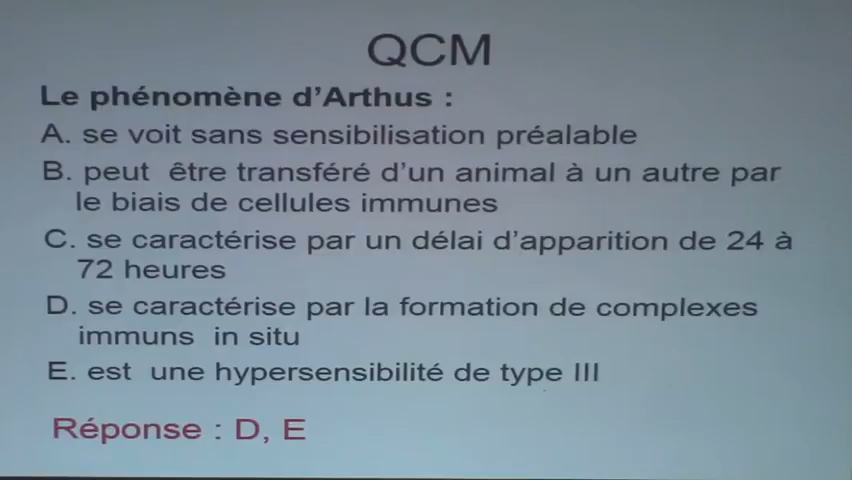 QCM
Le phénomène d'Arthus :
A. se voit sans sensibilisation préalable
B. peut être transféré d'un animal à un autre par
le biais de cellules immunes
C. se caractérise par un délai d'apparition de 24 à
72 heures
D. se caractérise par la formation de complexes
immuns in situ
E. est une hypersensibilité de type III
Réponse : D, E